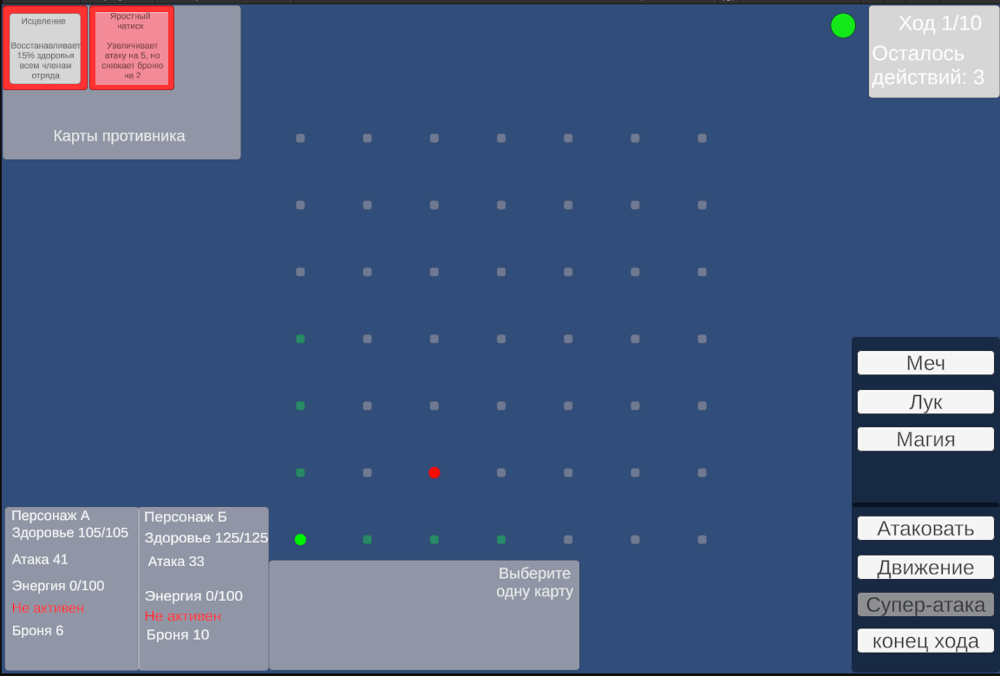 Исцеление
Восстанавливает
15% здоровья
всем членам
отряда
Яростный
натиск
Увеличивает
атаку на 5, но
снижает броню
на 2
Карты противника
Ход 1/10
Осталось
действий: 3
Меч
Лук
Магия
Атаковать
Движение
Супер-атака
конец хода
Персонаж А
Здоровье 105/105
Атака 41
Энергия 0/100
Не активен
Броня 6
Персонаж Б
Здоровье 125/125
Атака 33
Энергия 0/100
Не активен
Броня 10
Выберите
одну карту